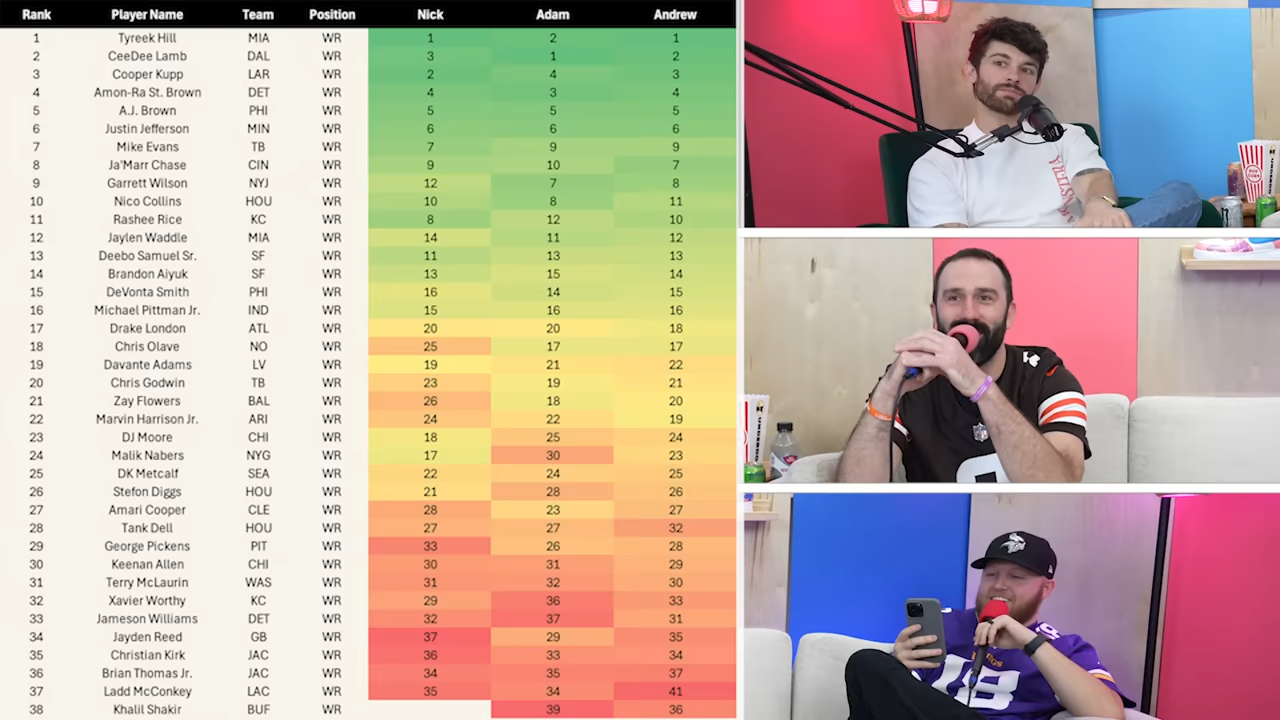 Rank Player Name Team Position Nick Adam Andrew
1 Tyreek Hill MIA WR 1 2 1
2 CeeDee Lamb DAL WR 3 1 2
3 Cooper Kupp LAR WR 2 4 3
4 Amon-Ra St. Brown DET WR 4 3 4
5 A.J. Brown PHI WR 5 5 5
6 Justin Jefferson MIN WR 6 6 6
7 Mike Evans TB WR 7 9 9
8 Ja'Marr Chase CIN WR 9 10 7
9 Garrett Wilson NYJ WR 12 7 8
10 Nico Collins HOU WR 10 8 11
11 Rashee Rice KC WR 8 12 10
12 Jaylen Waddle MIA WR 14 11 12
13 Deebo Samuel Sr. SF WR 11 13 13
14 Brandon Aiyuk SF WR 13 15 14
15 DeVonta Smith PHI WR 16 14 15
16 Michael Pittman Jr. IND WR 15 16 16
17 Drake London ATL WR 20 20 18
18 Chris Olave NO WR 25 17 17
19 Davante Adams LV WR 19 21 22
20 Chris Godwin TB WR 23 19 21
21 Zay Flowers BAL WR 26 18 20
22 Marvin Harrison Jr. ARI WR 24 22 19
23 DJ Moore CHI WR 18 25 24
24 Malik Nabers NYG WR 17 30 23
25 DK Metcalf SEA WR 22 24 25
26 Stefon Diggs HOU WR 21 28 26
27 Amari Cooper CLE WR 28 23 27
28 Tank Dell HOU WR 27 27 32
29 George Pickens PIT WR 33 26 28
30 Keenan Allen CHI WR 30 31 29
31 Terry McLaurin WAS WR 31 32 30
32 Xavier Worthy KC WR 29 36 33
33 Jameson Williams DET WR 32 37 31
34 Jayden Reed GB WR 37 29 35
35 Christian Kirk JAC WR 36 33 34
36 Brian Thomas Jr. JAC WR 34 35 37
37 Ladd McConkey LAC WR 35 34 41
38 Khalil Shakir BUF WR 39 36
18